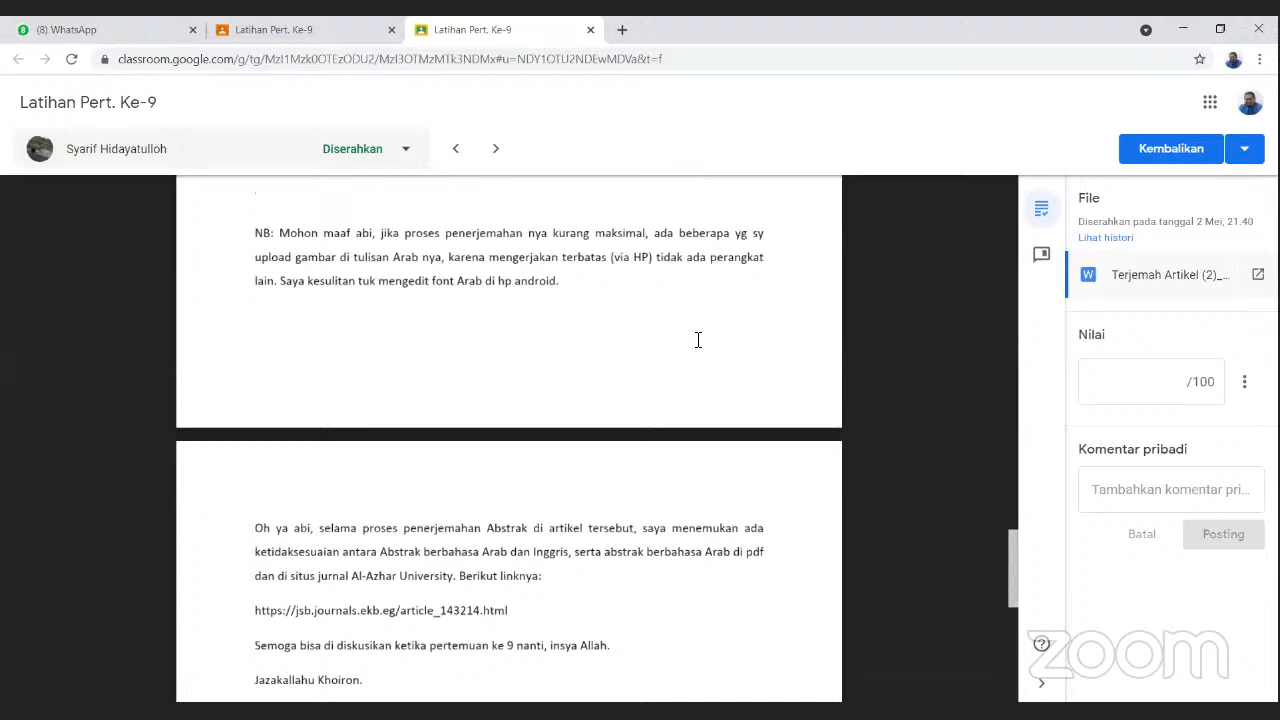 (8) WhatsApp
Latihan Pert. Ke-9
Latihan Pert. Ke-9
classroom.google.com/g/tg/MzI1Mzk0OTEzODU2/MzI3OTMzMTk3NDMx#u=NDY1OTU2NDEwMDVa&t=f
Latihan Pert. Ke-9
Syarif Hidayatulloh
Diserahkan
Kembalikan
NB: Mohon maaf abi, jika proses penerjemahan nya kurang maksimal, ada beberapa yg sy
upload gambar di tulisan Arab nya, karena mengerjakan terbatas (via HP) tidak ada perangkat
lain. Saya kesulitan tuk mengedit font Arab di hp android.
Oh ya abi, selama proses penerjemahan Abstrak di artikel tersebut, saya menemukan ada
ketidaksesuaian antara Abstrak berbahasa Arab dan Inggris, serta abstrak berbahasa Arab di pdf
dan di situs jurnal Al-Azhar University. Berikut linknya:
https://jsb.journals.ekb.eg/article_143214.html
Semoga bisa di diskusikan ketika pertemuan ke 9 nanti, insya Allah.
Jazakallahu Khoiron.
File
Diserahkan pada tanggal 2 Mei, 21.40
Lihat histori
W
Terjemah Artikel (2)_...
Nilai
/100
Komentar pribadi
Tambahkan komentar pri...
Batal
Posting
zoom